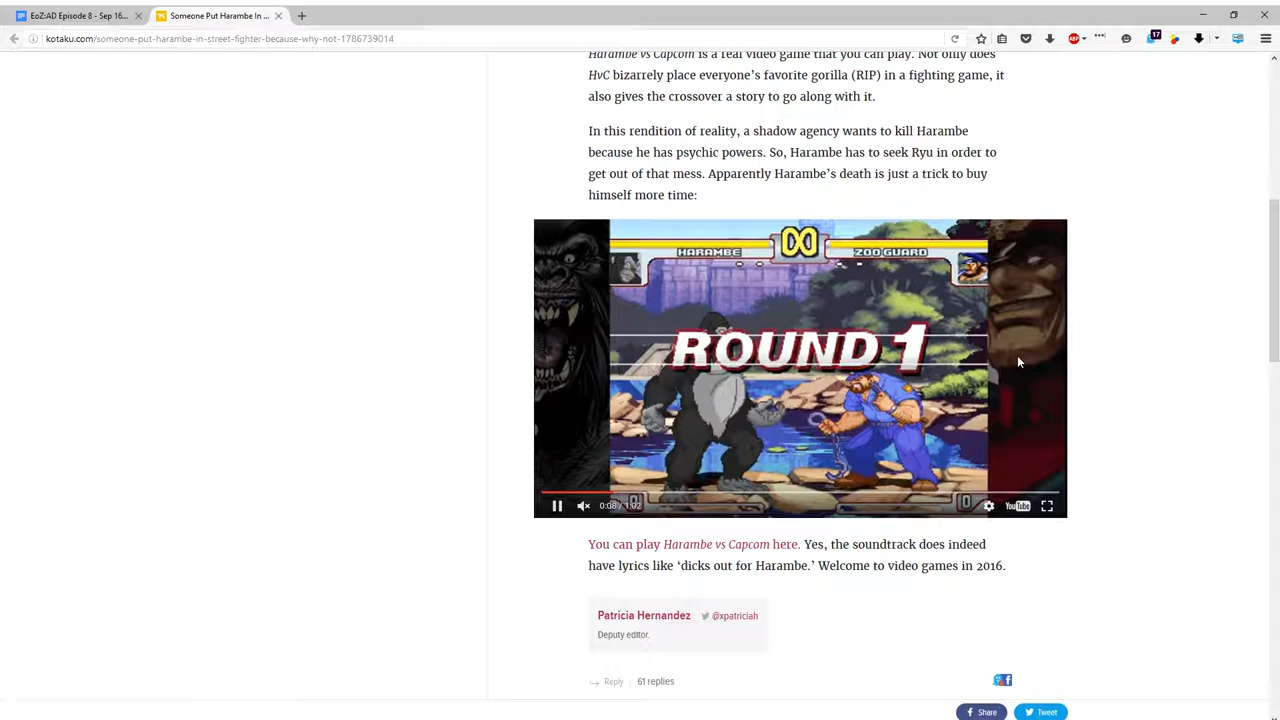 EoZ:AD Episode 8 - Sep 16...
Someone Put Harambe In ...
kotaku.com/someone-put-harambe-in-street-fighter-because-why-not-1786739014
ABP
17
Harambe vs Capcom is a real video game that you can play. Not only does
HvC bizarrely place everyone's favorite gorilla (RIP) in a fighting game, it
also gives the crossover a story to go along with it.
In this rendition of reality, a shadow agency wants to kill Harambe
because he has psychic powers. So, Harambe has to seek Ryu in order to
get out of that mess. Apparently Harambe's death is just a trick to buy
himself more time:
HARAMBE
ZOO GUARD
ROUND 1
0
0
0:08 / 1:02
YouTube
You can play Harambe vs Capcom here. Yes, the soundtrack does indeed
have lyrics like 'dicks out for Harambe.' Welcome to video games in 2016.
Patricia Hernandez
@xpatriciah
Deputy editor.
Reply
61 replies
Share
Tweet